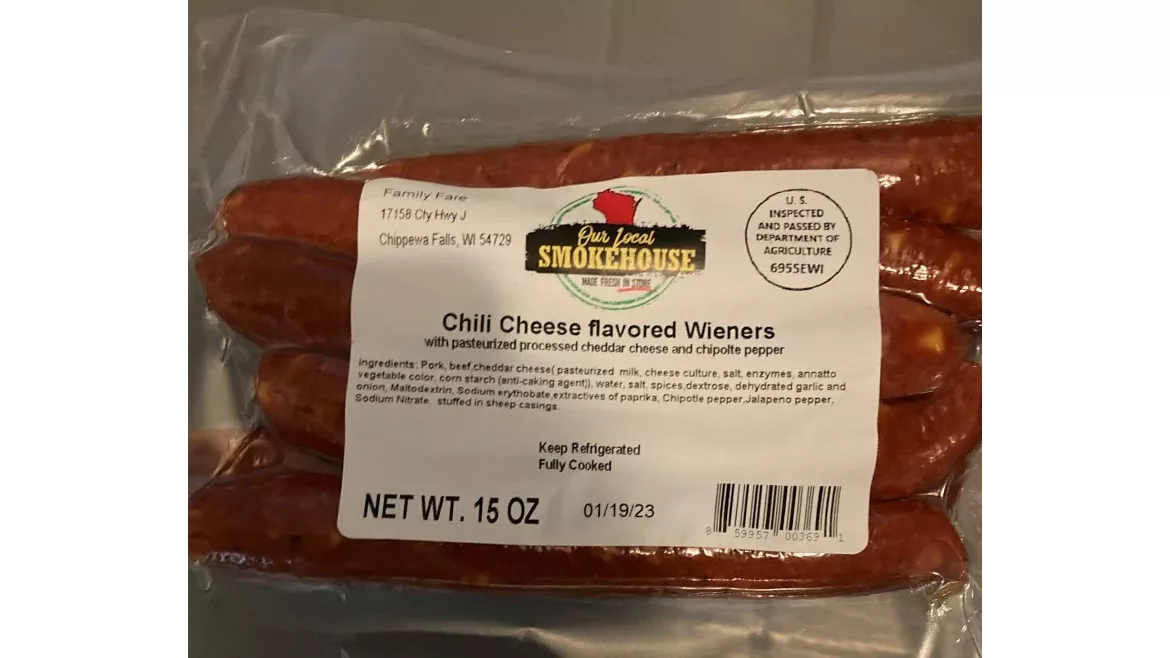 Family Fare
17158 Cty Hwy J
Chippewa Falls, WI 54729
Our Local
SMOKEHOUSE
MADE FRESH IN STORE
U. S.
INSPECTED
AND PASSED BY
DEPARTMENT OF
AGRICULTURE
6955EWI
Chili Cheese flavored Wieners
with pasteurized processed cheddar cheese and chipolte pepper
Ingredients: Pork, beef,cheddar cheese( pasteurized milk, cheese culture, salt, enzymes, annatto
vegetable color, corn starch (anti-caking agent)), water, salt, spices,dextrose, dehydrated garlic and
onion, Maltodextrin, Sodium erythobate,extractives of paprika, Chipotle pepper,Jalapeno pepper,
Sodium Nitrate, stuffed in sheep casings.
Keep Refrigerated
Fully Cooked
NET WT. 15 OZ
01/19/23
8 59957 00369 1